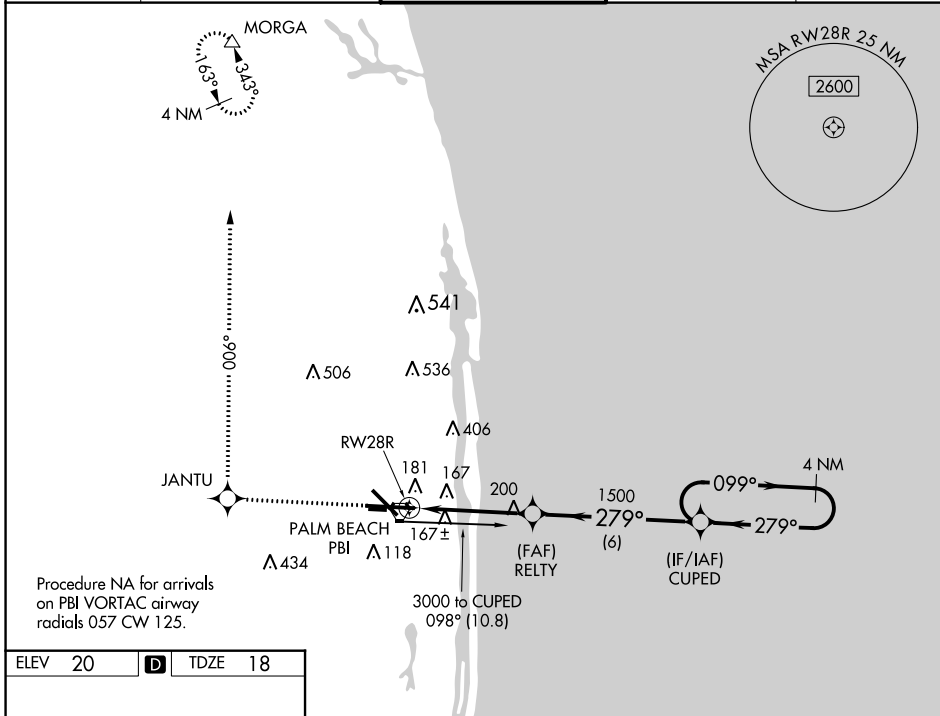 MORGA
163°
343°
4 NM
MSA RW28R 25 NM
2600
541
006°
506
536
406
RW28R
JANTU
181
167
200
1500
099°
4 NM
279°
279°
(6)
PALM BEACH
PBI
167±
118
(FAF)
RELTY
(IF/IAF)
CUPED
434
Procedure NA for arrivals
on PBI VORTAC airway
radials 057 CW 125.
3000 to CUPED
098° (10.8)
ELEV 20 D TDZE 18